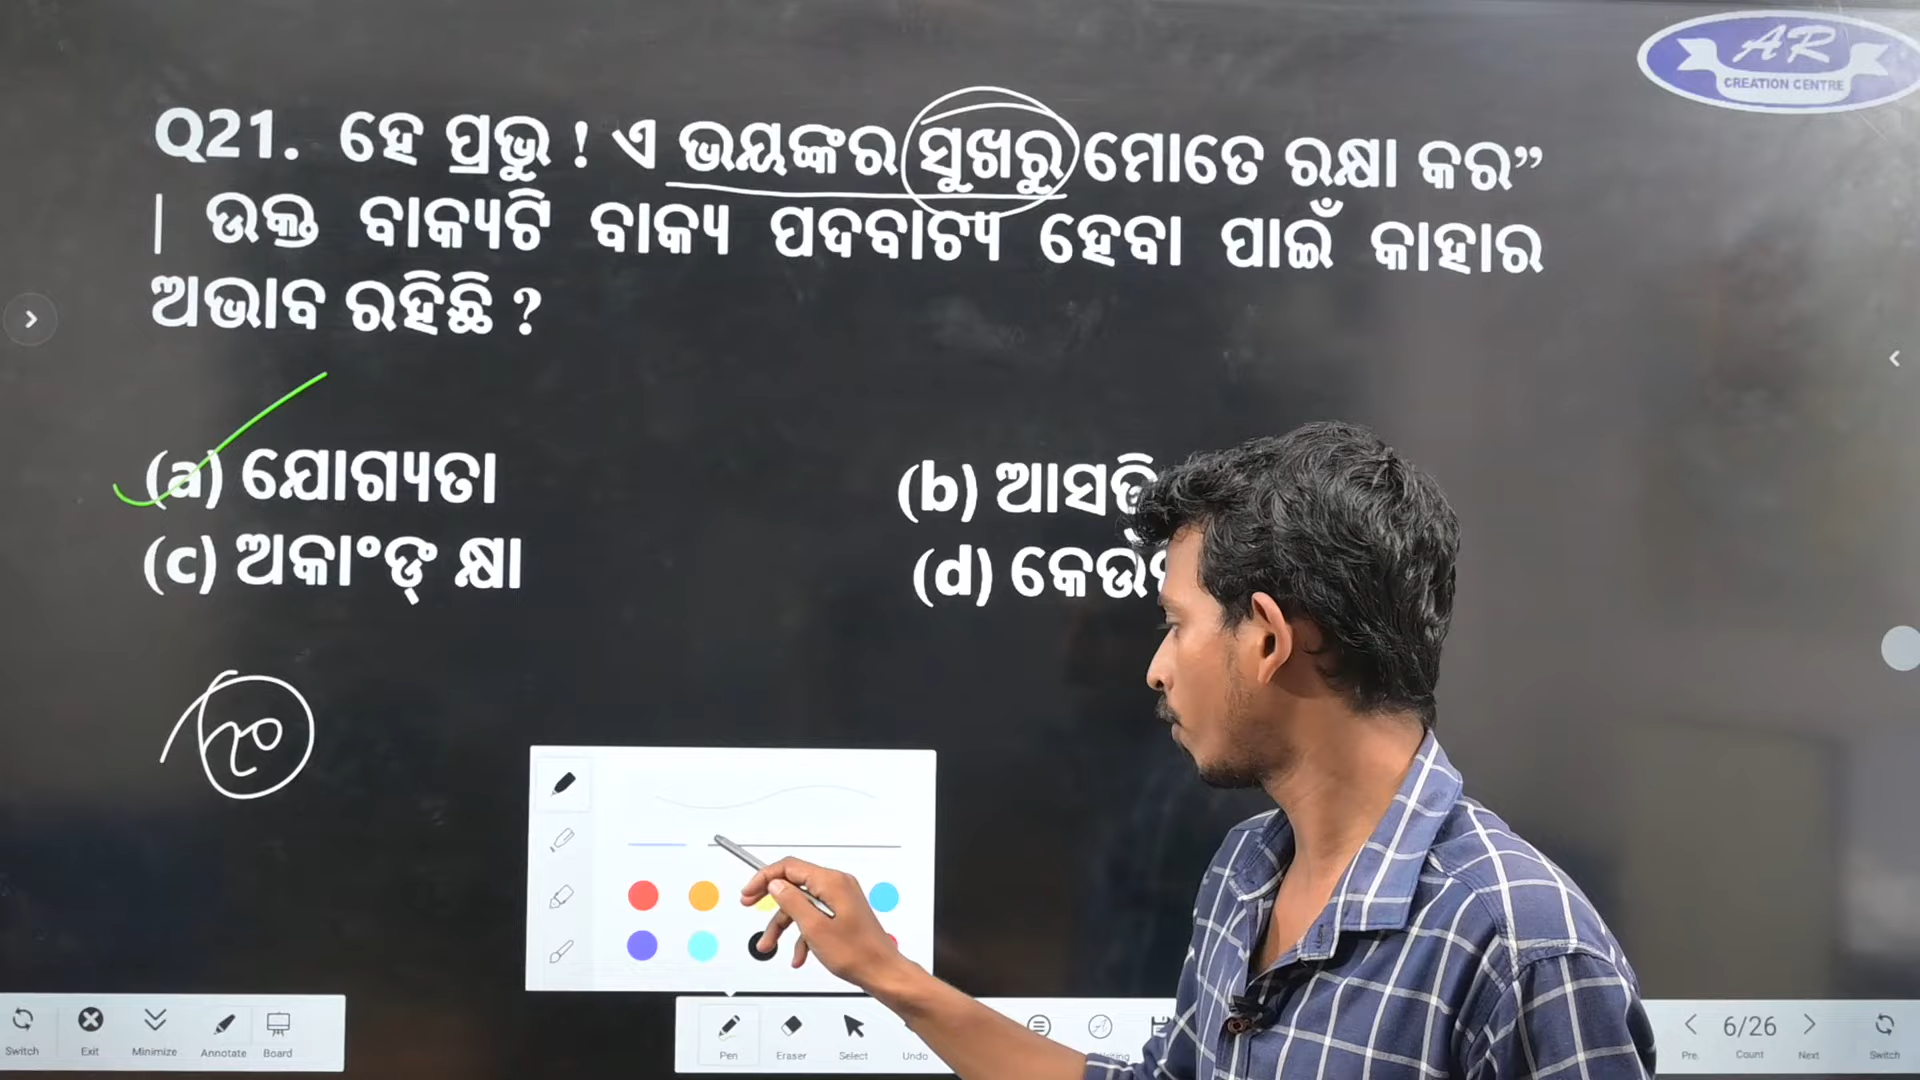 AR
CREATION CENTRE
Q21. ହେ ପ୍ରଭୁ ! ଏ ଭୟଙ୍କର ସୁଖରୁ ମୋତେ ରକ୍ଷା କର”
| ଉକ୍ତ ବାକ୍ୟଟି ବାକ୍ୟ ପଦବାଚ୍ୟ ହେବା ପାଇଁ କାହାର
ଅଭାବ ରହିଛି ?
(a) ଯୋଗ୍ୟତା
(b)
(c) ଅକାଂଙ୍ କ୍ଷା
(d)
Switch Exit Minimize Annotate Board
Pen Eraser Select Undo
6/26
Pre Count Next Switch